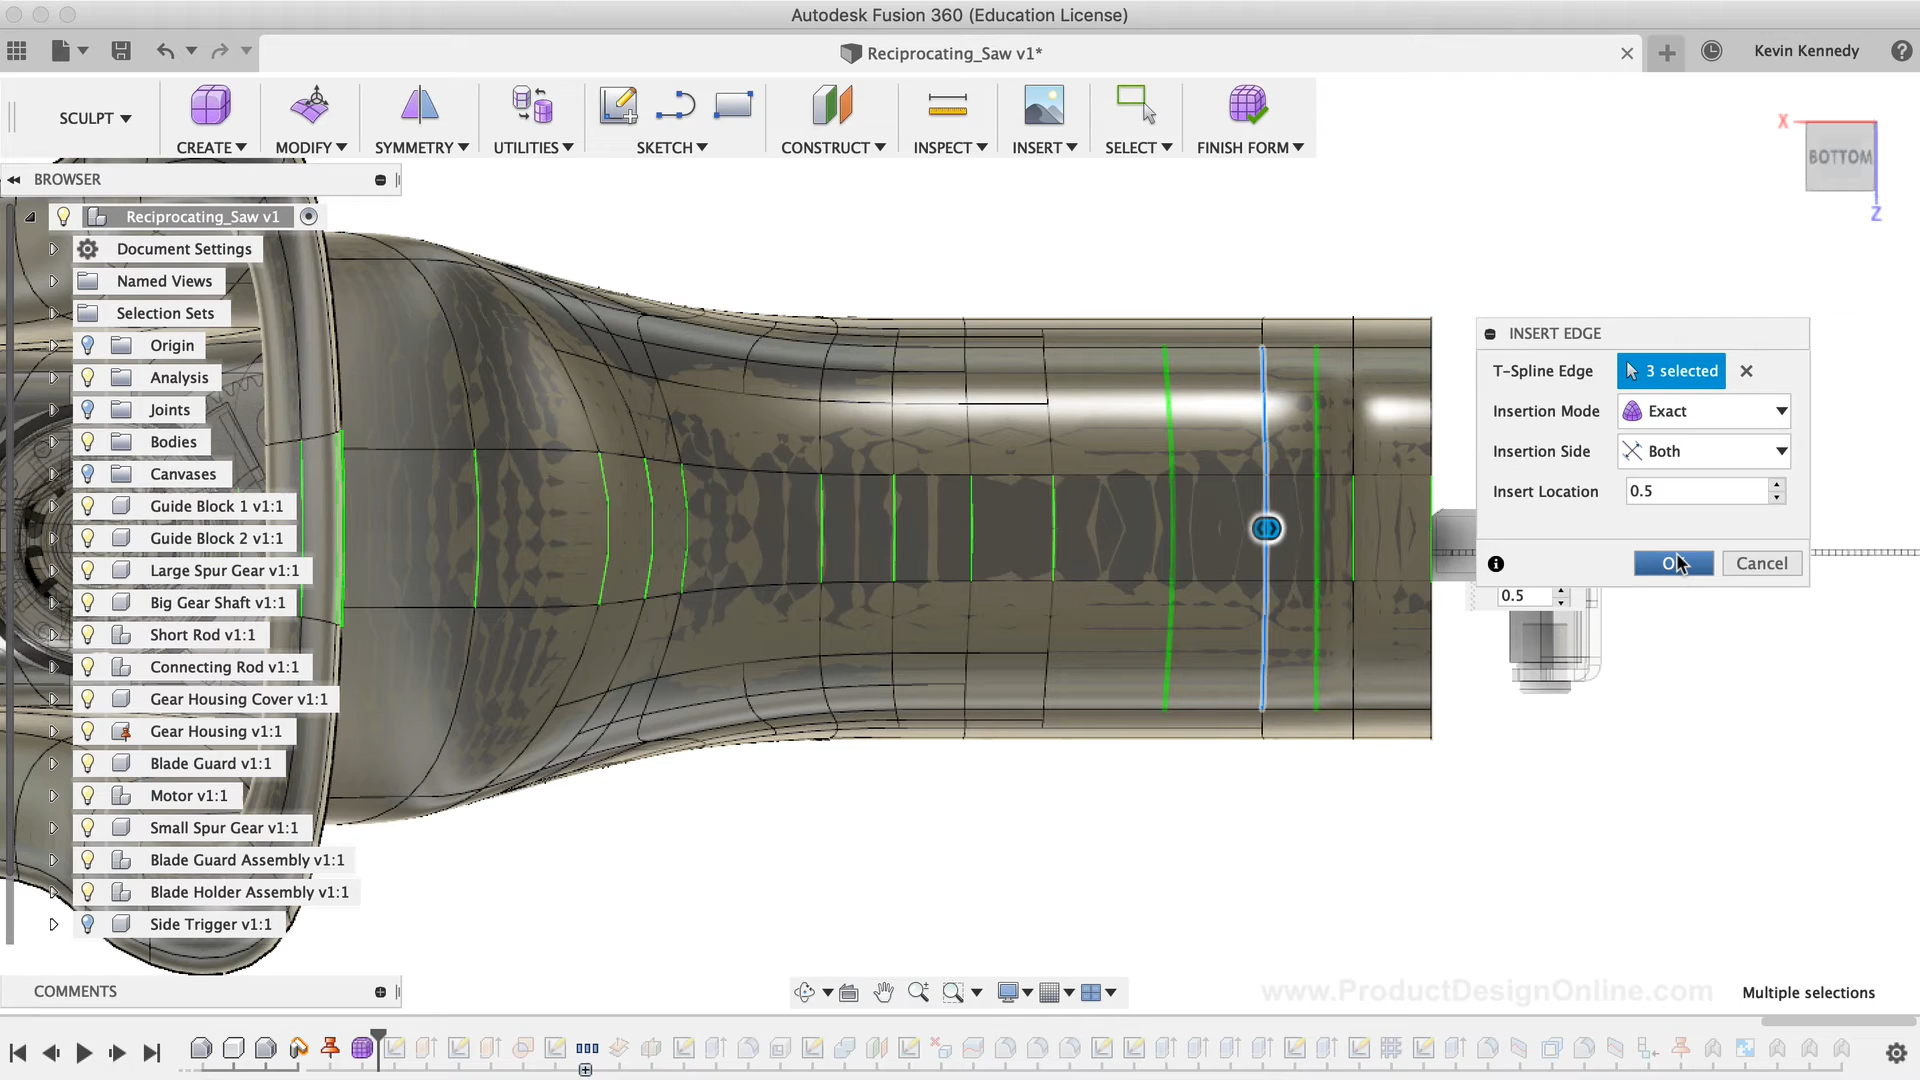 Autodesk Fusion 360 (Education License)
Reciprocating_Saw v1*
Kevin Kennedy
SCULPT
CREATE
MODIFY
SYMMETRY
UTILITIES
SKETCH
CONSTRUCT
INSPECT
INSERT
SELECT
FINISH FORM
X
BOTTOM
Z
BROWSER
Reciprocating_Saw v1
Document Settings
Named Views
Selection Sets
Origin
Analysis
Joints
Bodies
Canvases
Guide Block 1 v1:1
Guide Block 2 v1:1
Large Spur Gear v1:1
Big Gear Shaft v1:1
Short Rod v1:1
Connecting Rod v1:1
Gear Housing Cover v1:1
Gear Housing v1:1
Blade Guard v1:1
Motor v1:1
Small Spur Gear v1:1
Blade Guard Assembly v1:1
Blade Holder Assembly v1:1
Side Trigger v1:1
INSERT EDGE
T-Spline Edge 3 selected
Insertion Mode Exact
Insertion Side Both
Insert Location 0.5
Cancel
0.5
COMMENTS
www.ProductDesignOnline.com
Multiple selections